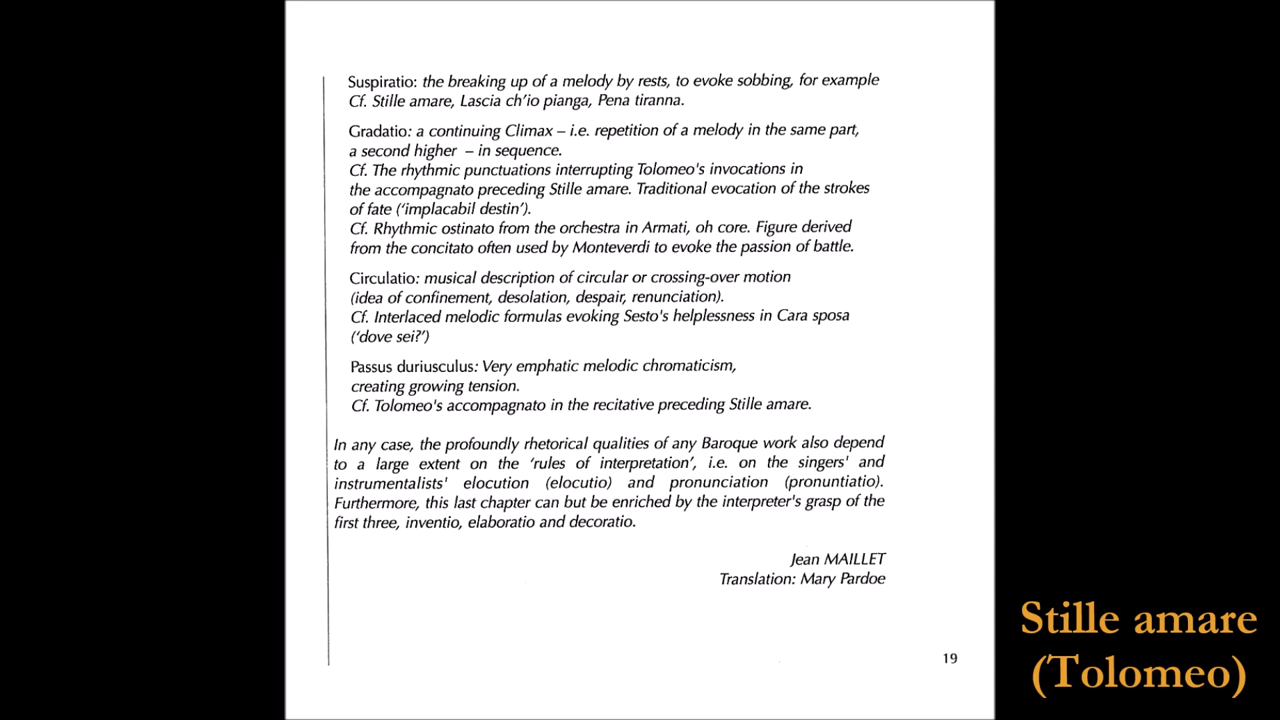 Suspiratio: the breaking up of a melody by rests, to evoke sobbing, for example
Cf. Stille amare, Lascia ch'io pianga, Pena tiranna.
Gradatio: a continuing Climax – i.e. repetition of a melody in the same part,
a second higher – in sequence.
Cf. The rhythmic punctuations interrupting Tolomeo's invocations in
the accompagnato preceding Stille amare. Traditional evocation of the strokes
of fate ('implacabil destin').
Cf. Rhythmic ostinato from the orchestra in Armati, oh core. Figure derived
from the concitato often used by Monteverdi to evoke the passion of battle.
Circulatio: musical description of circular or crossing-over motion
(idea of confinement, desolation, despair, renunciation).
Cf. Interlaced melodic formulas evoking Sesto's helplessness in Cara sposa
('dove sei?')
Passus duriusculus: Very emphatic melodic chromaticism,
creating growing tension.
Cf. Tolomeo's accompagnato in the recitative preceding Stille amare.
In any case, the profoundly rhetorical qualities of any Baroque work also depend
to a large extent on the 'rules of interpretation', i.e. on the singers' and
instrumentalists' elocution (elocutio) and pronunciation (pronuntiatio).
Furthermore, this last chapter can but be enriched by the interpreter's grasp of the
first three, inventio, elaboratio and decoratio.
Jean MAILLET
Translation: Mary Pardoe
19
Stille amare
(Tolomeo)